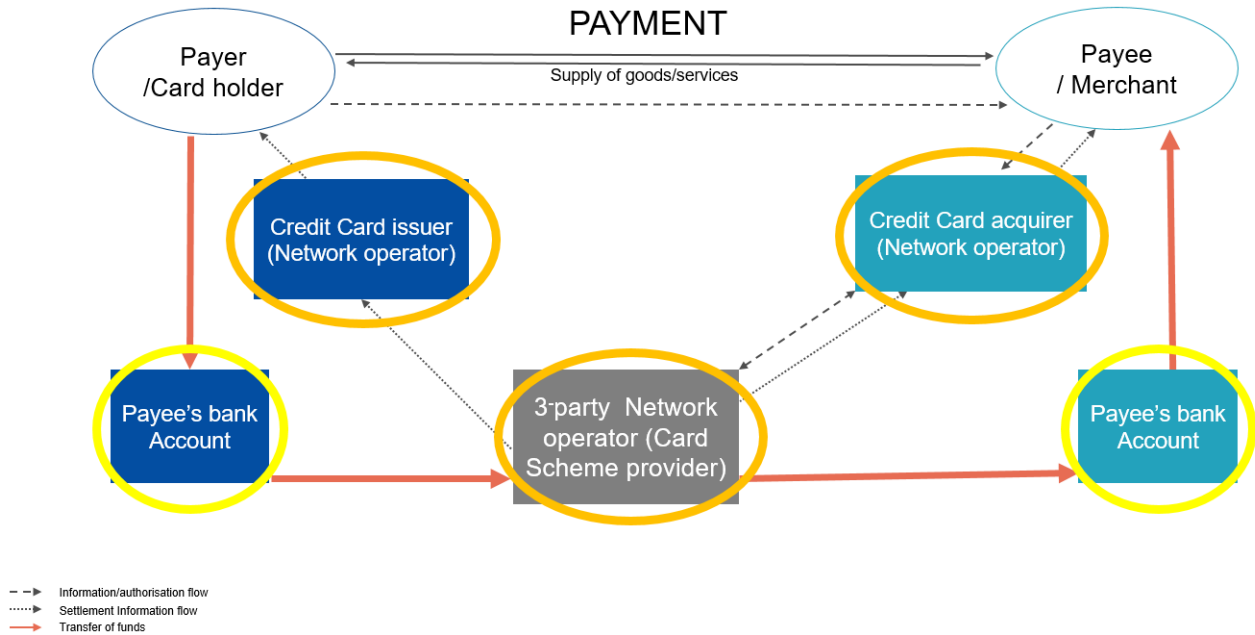 PAYMENT
Payer
/Card holder
Supply of goods/services
Payee
/ Merchant
Credit Card issuer
(Network operator)
Credit Card acquirer
(Network operator)
Payee's bank
Account
3-party Network
operator (Card
Scheme provider)
Payee's bank
Account
Information/authorisation flow
Settlement Information flow
Transfer of funds